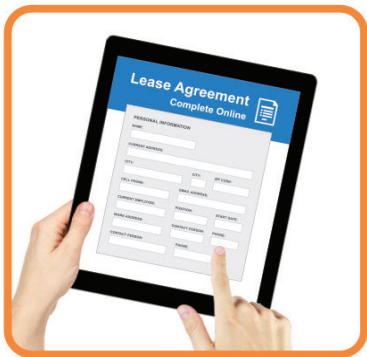 Lease Agreement
Complete Online
PERSONAL INFORMATION
NAME:
CURRENT ADDRESS:
CITY: CITY: ZIP CODE:
CELL PHONE: EMAIL ADDRESS:
CURRENT EMPLOYER: POSITION: START DATE:
WORK ADDRESS: CONTACT PERSON: PHONE:
CONTACT PERSON: PHONE: